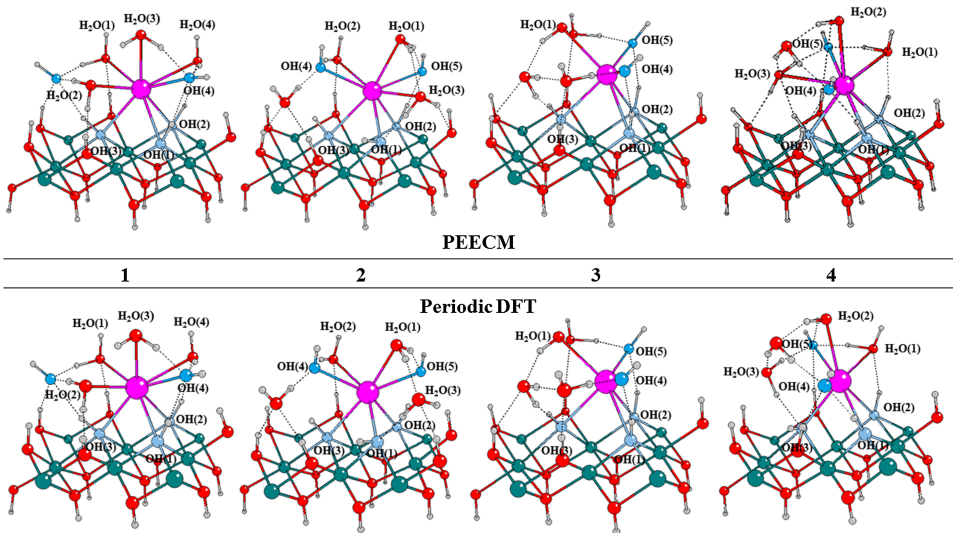 H₂O(1)
H₂O(3)
H₂O(4)
H₂O(2)
OH(4)
OH(2)
OH(3)
OH(1)
H₂O(2)
H₂O(1)
OH(4)
OH(5)
H₂O(3)
OH(2)
OH(3)
OH(1)
H₂O(1)
OH(5)
OH(4)
OH(2)
OH(3)
OH(1)
H₂O(2)
OH(5)
H₂O(1)
H₂O(3)
OH(4)
OH(2)
OH(3)
OH(1)
PEECM
1 2 3 4
Periodic DFT
H₂O(1)
H₂O(3)
H₂O(4)
OH(4)
H₂O(2)
OH(2)
OH(3)
OH(1)
H₂O(2)
H₂O(1)
OH(4)
OH(5)
H₂O(3)
OH(2)
OH(3)
OH(1)
H₂O(1)
OH(5)
OH(4)
OH(2)
OH(3)
OH(1)
H₂O(2)
OH(5)
H₂O(1)
H₂O(3)
OH(4)
OH(2)
OH(3)
OH(1)